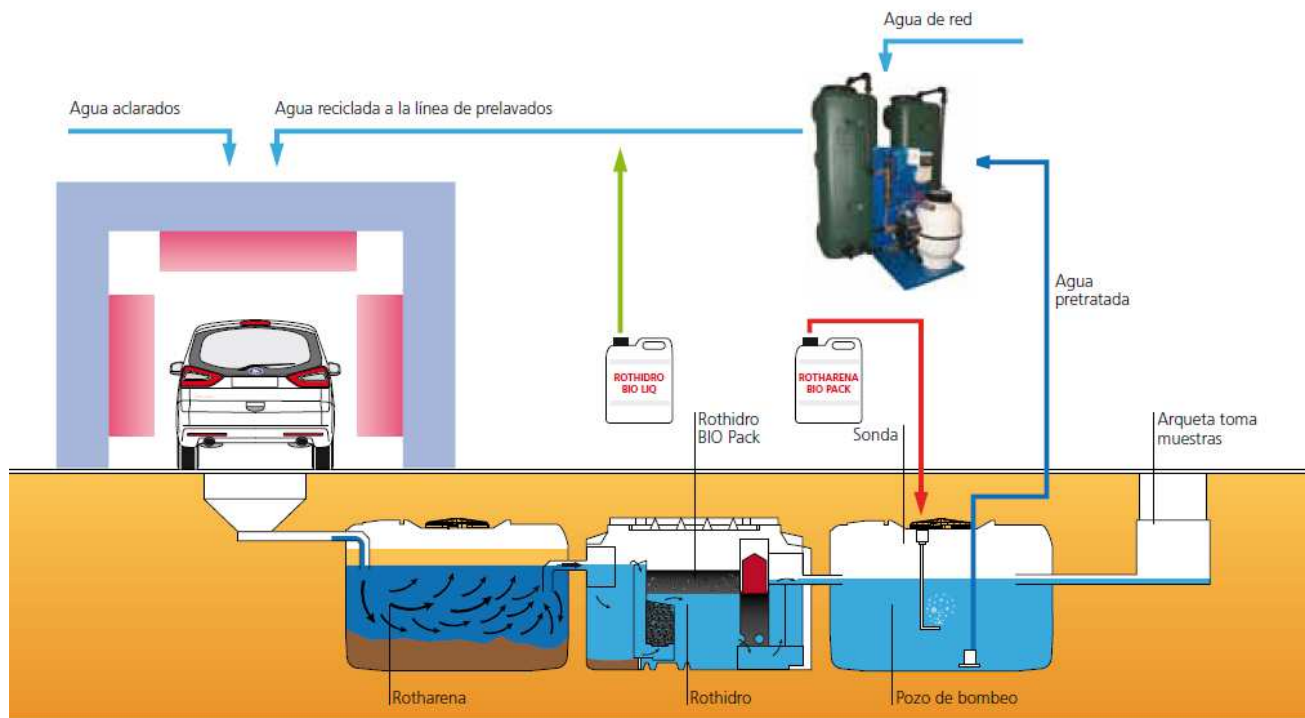 Agua de red
Agua aclarados
Agua reciclada a la línea de prelavados
Agua
pretratada
ROTHIDRO
BIO LIQ
ROTHARENA
BIO PACK
Rothidro
BIO Pack
Sonda
Arqueta toma
muestras
Rotharena
Rothidro
Pozo de bombeo